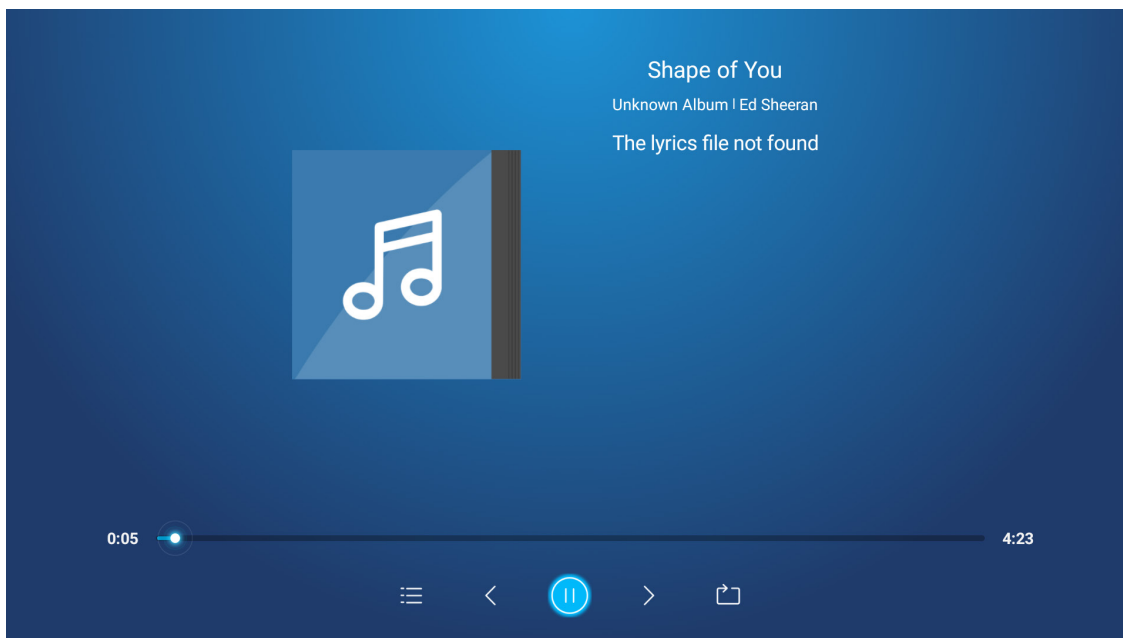 Shape of You
Unknown Album | Ed Sheeran
The lyrics file not found
0:05
4:23